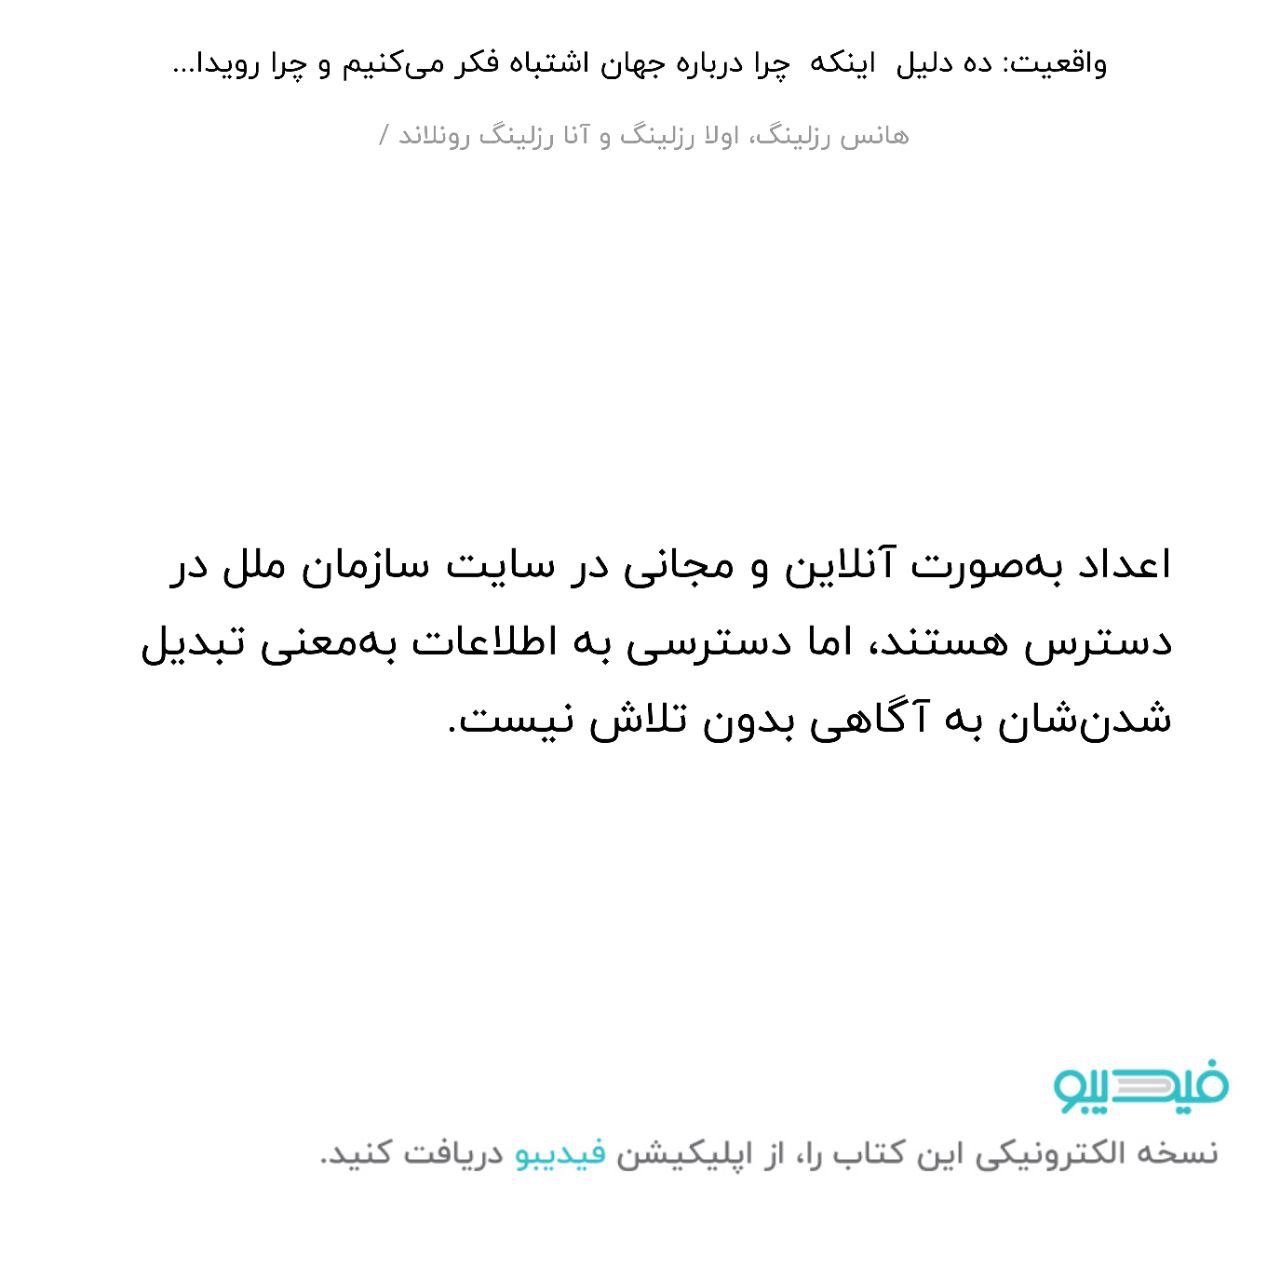 واقعیت: ده دلیل اینکه چرا درباره جهان اشتباه فکر می‌کنیم و چرا رویدا...
هانس رزلینگ، اولا رزلینگ و آنا رزلینگ رونلاند /
اعداد به‌صورت آنلاین و مجانی در سایت سازمان ملل در
دسترس هستند، اما دسترسی به اطلاعات به‌معنی تبدیل
شدن‌شان به آگاهی بدون تلاش نیست.
فیدیبو
نسخه الکترونیکی این کتاب را، از اپلیکیشن فیدیبو دریافت کنید.